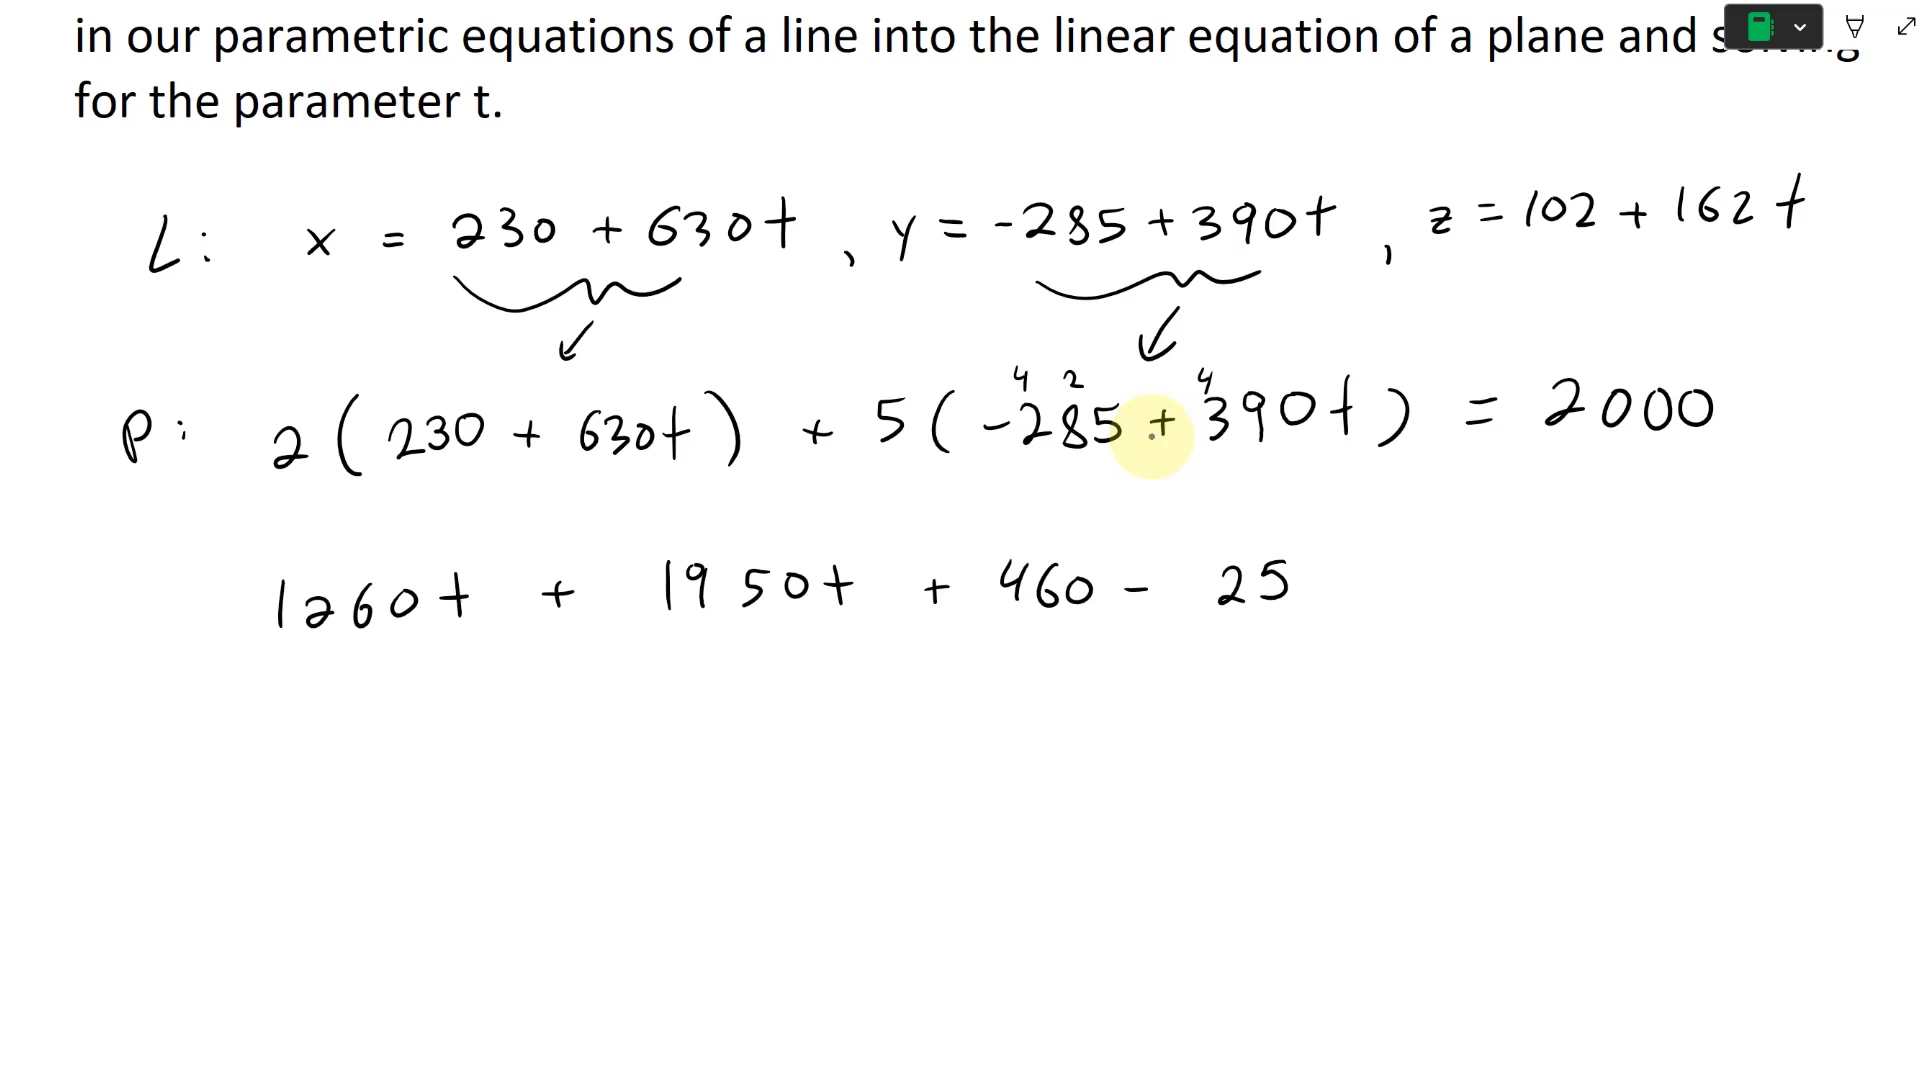 in our parametric equations of a line into the linear equation of a plane and solving
for the parameter t.
L: x = 230 + 630t , y = -285 + 390t , z = 102 + 162t
4 2 4
P: 2(230 + 630t) + 5(-285 + 390t) = 2000
1260t + 1950t + 460 - 25